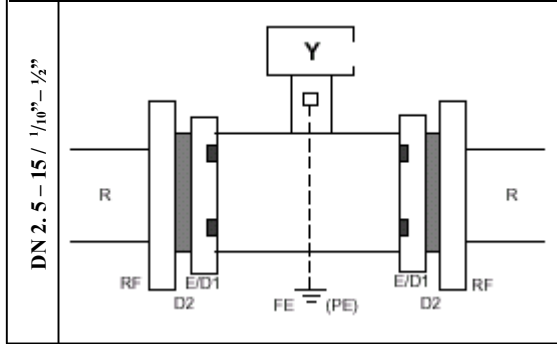 DN 2. 5 – 15 / 1/10”– ½”
Y
R
R
RF
E/D1
D2
FE
(PE)
E/D1
D2
RF